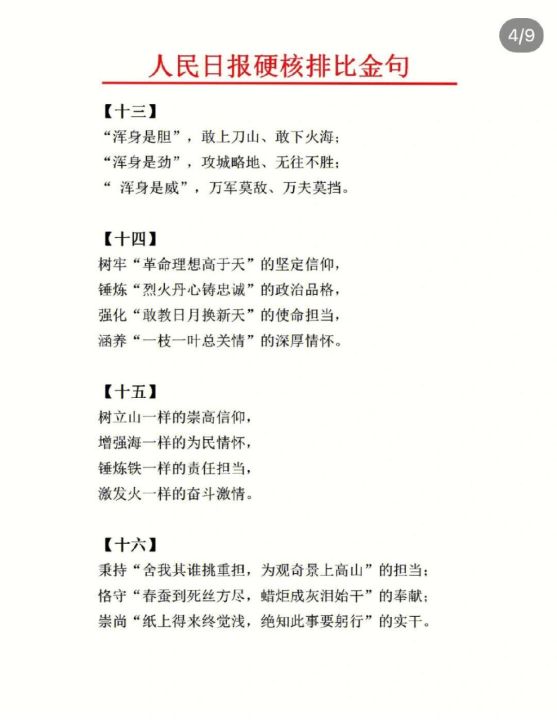 4/9
人民日报硬核排比金句
【十三】
“浑身是胆”，敢上刀山、敢下火海；
“浑身是劲”，攻城略地、无往不胜；
“ 浑身是威”，万军莫敌、万夫莫挡。
【十四】
树牢“革命理想高于天”的坚定信仰，
锤炼“烈火丹心铸忠诚”的政治品格，
强化“敢教日月换新天”的使命担当，
涵养“一枝一叶总关情”的深厚情怀。
【十五】
树立山一样的崇高信仰，
增强海一样的为民情怀，
锤炼铁一样的责任担当，
激发火一样的奋斗激情。
【十六】
秉持“舍我其谁挑重担，为观奇景上高山”的担当；
恪守“春蚕到死丝方尽，蜡炬成灰泪始干”的奉献；
崇尚“纸上得来终觉浅，绝知此事要躬行”的实干。